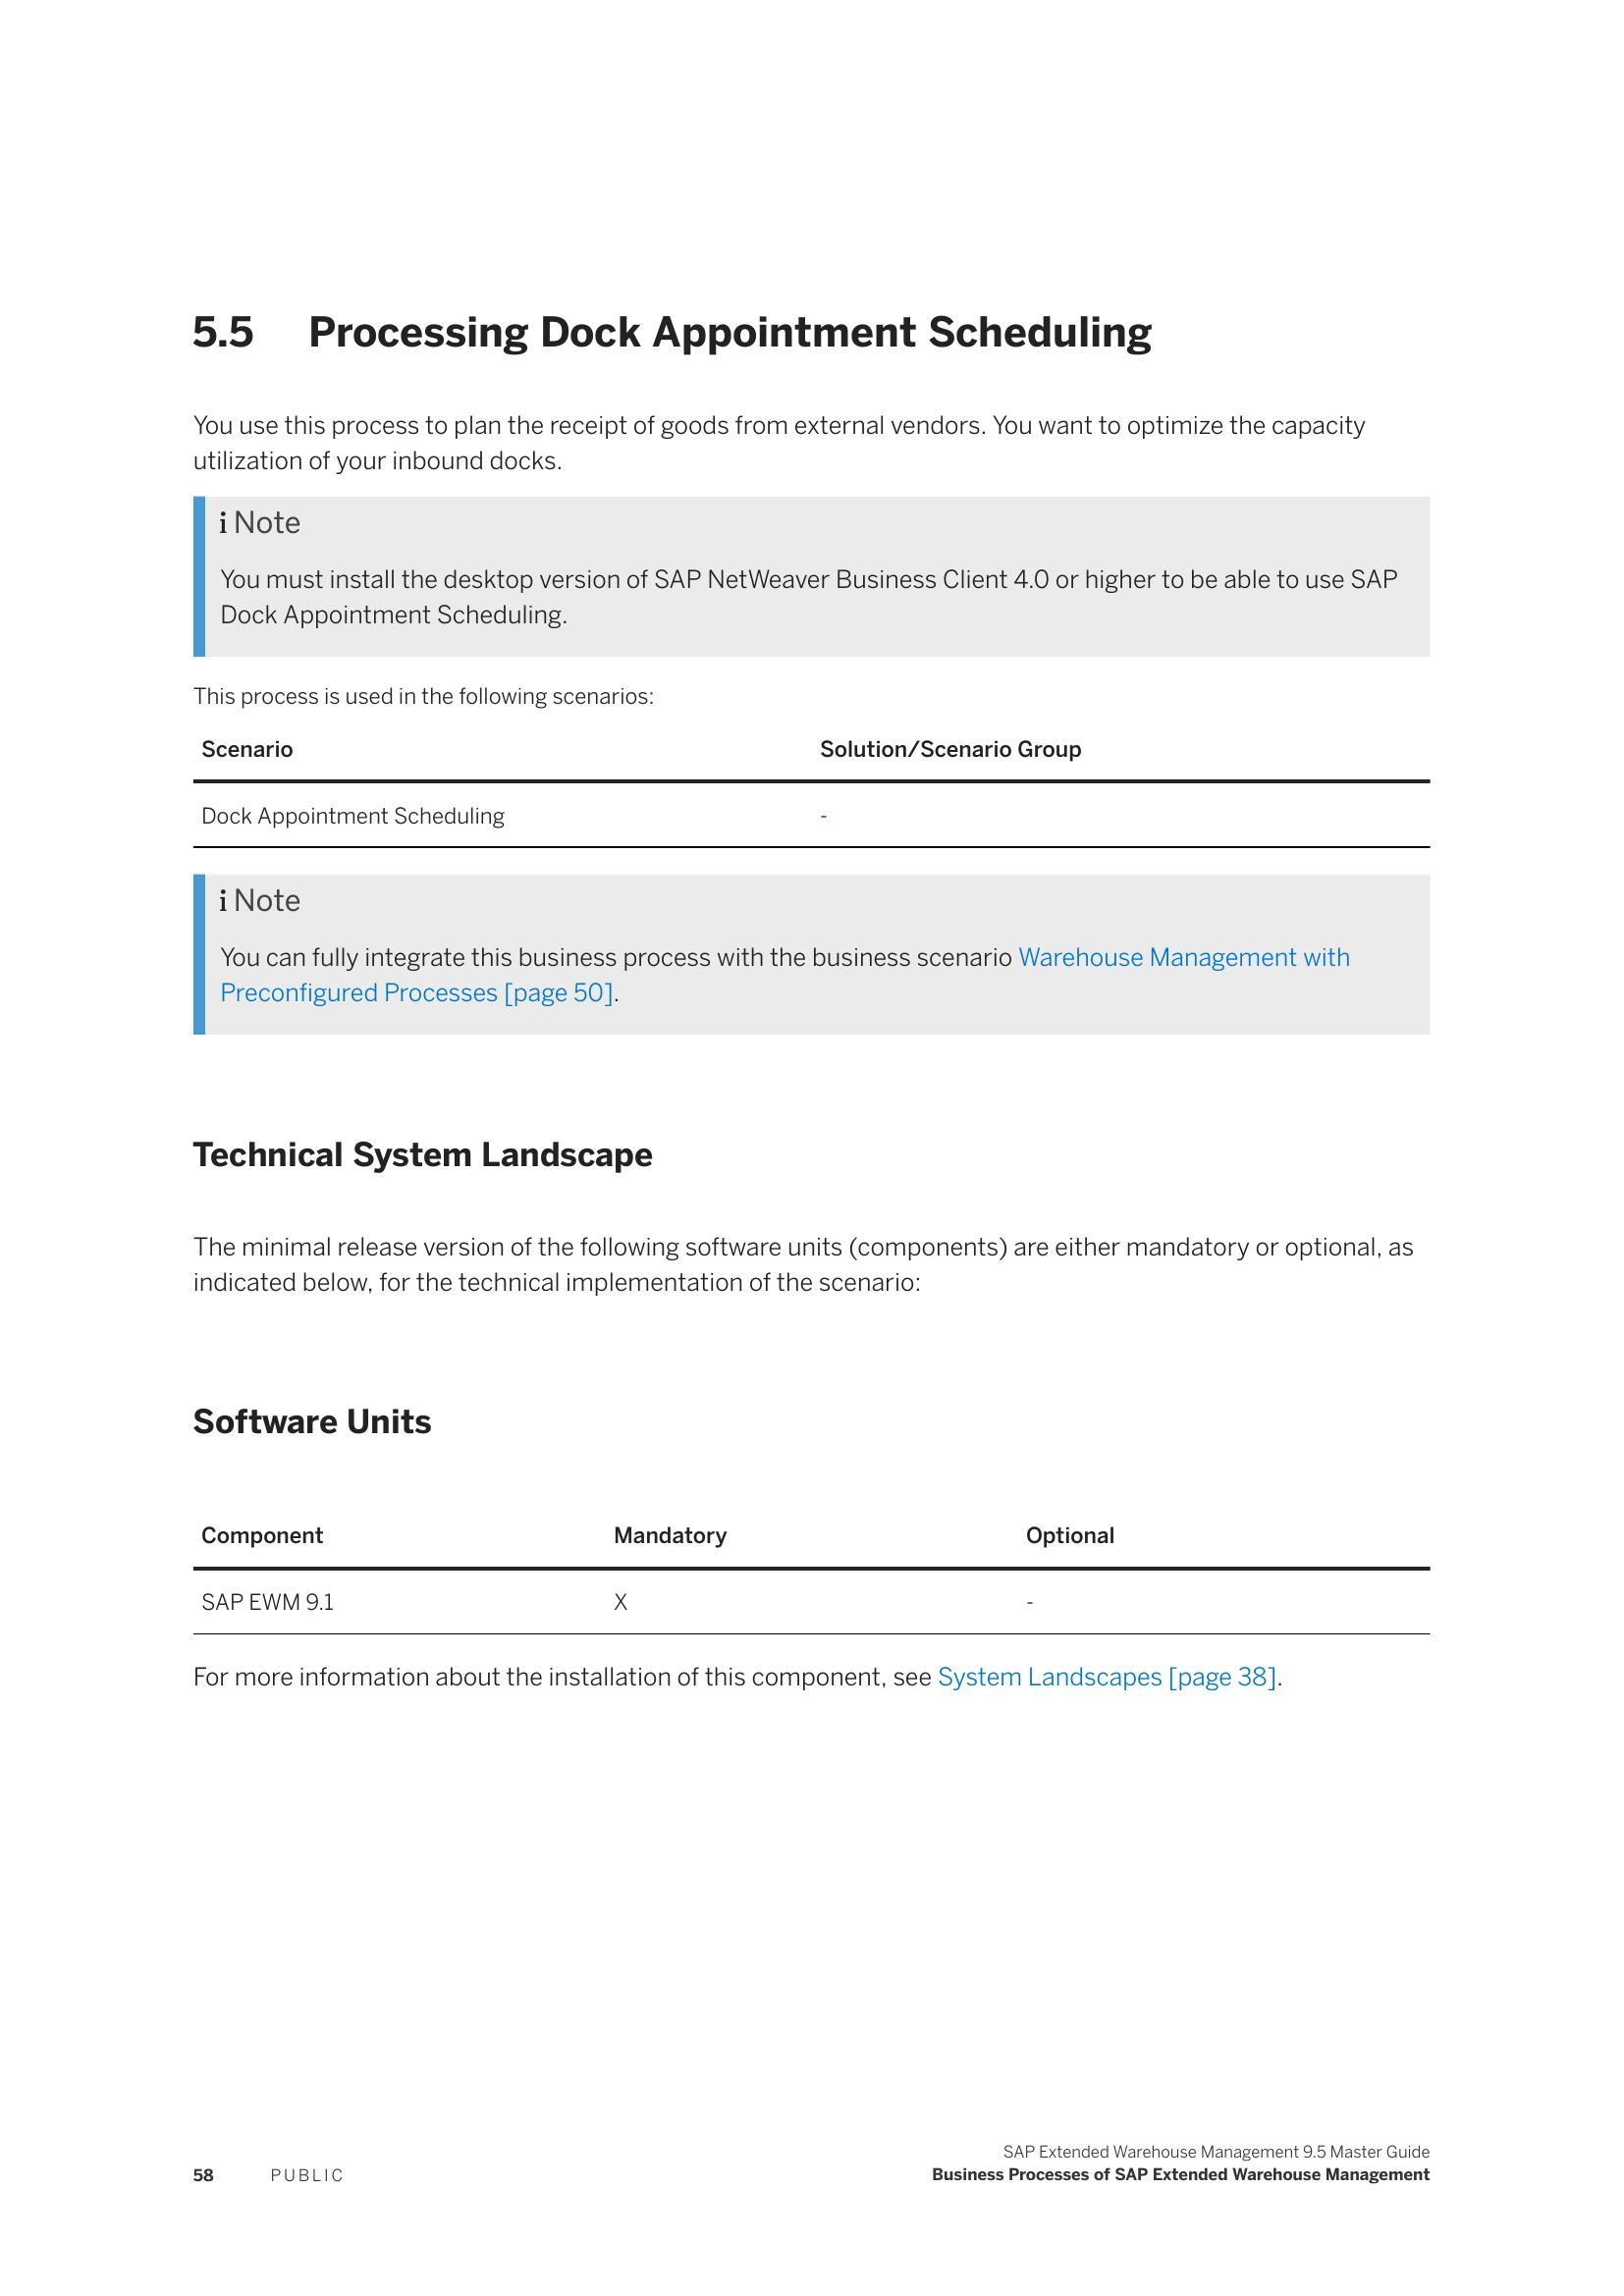 5.5 Processing Dock Appointment Scheduling
You use this process to plan the receipt of goods from external vendors. You want to optimize the capacity
utilization of your inbound docks.
i Note
You must install the desktop version of SAP NetWeaver Business Client 4.0 or higher to be able to use SAP
Dock Appointment Scheduling.
This process is used in the following scenarios:
Scenario Solution/Scenario Group
Dock Appointment Scheduling -
i Note
You can fully integrate this business process with the business scenario Warehouse Management with
Preconfigured Processes [page 50].
Technical System Landscape
The minimal release version of the following software units (components) are either mandatory or optional, as
indicated below, for the technical implementation of the scenario:
Software Units
Component Mandatory Optional
SAP EWM 9.1 X -
For more information about the installation of this component, see System Landscapes [page 38].
SAP Extended Warehouse Management 9.5 Master Guide
58 PUBLIC Business Processes of SAP Extended Warehouse Management